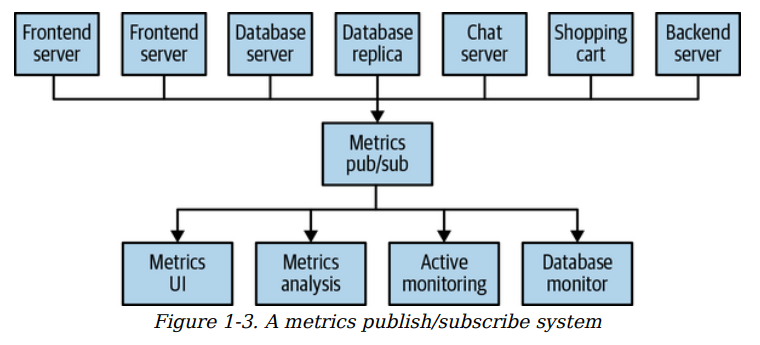 Frontend
server
Frontend
server
Database
server
Database
replica
Chat
server
Shopping
cart
Backend
server
Metrics
pub/sub
Metrics
UI
Metrics
analysis
Active
monitoring
Database
monitor
Figure 1-3. A metrics publish/subscribe system